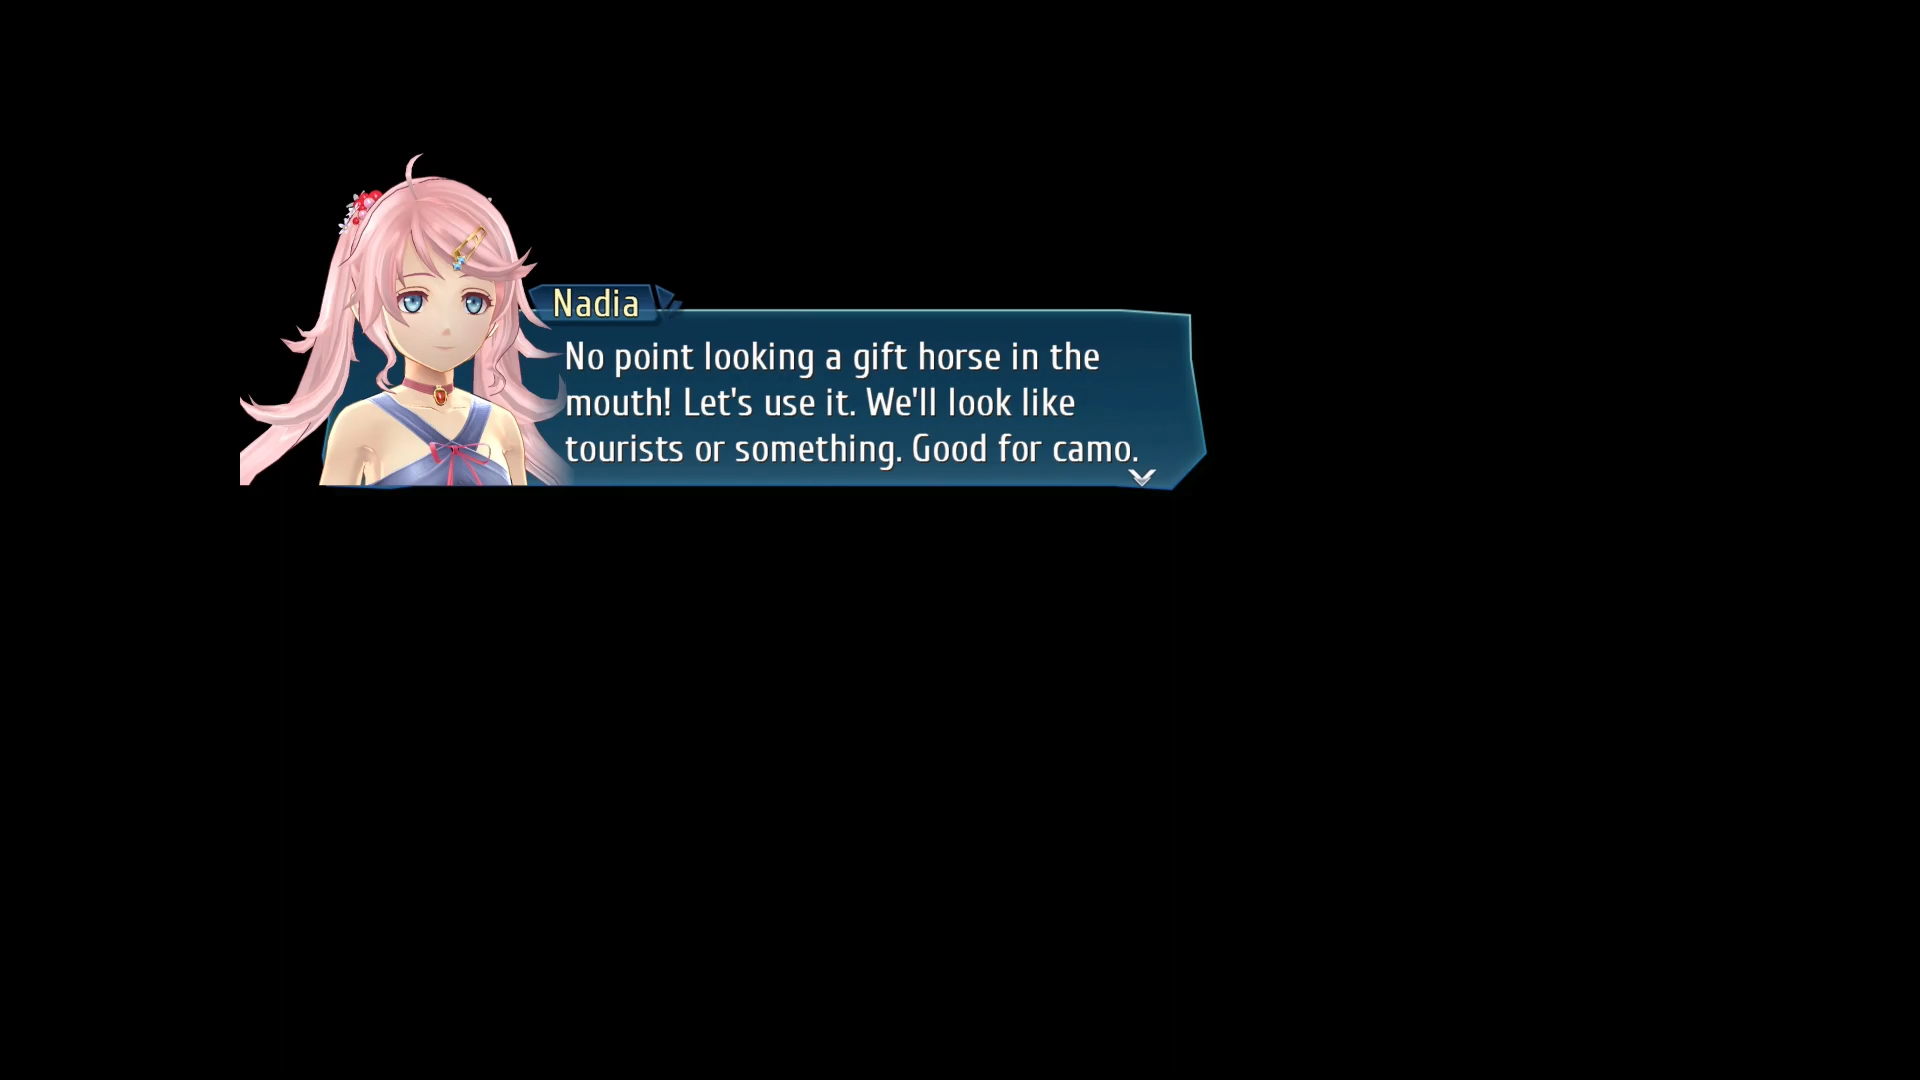 Nadia
No point looking a gift horse in the
mouth! Let's use it. We'll look like
tourists or something. Good for camo.